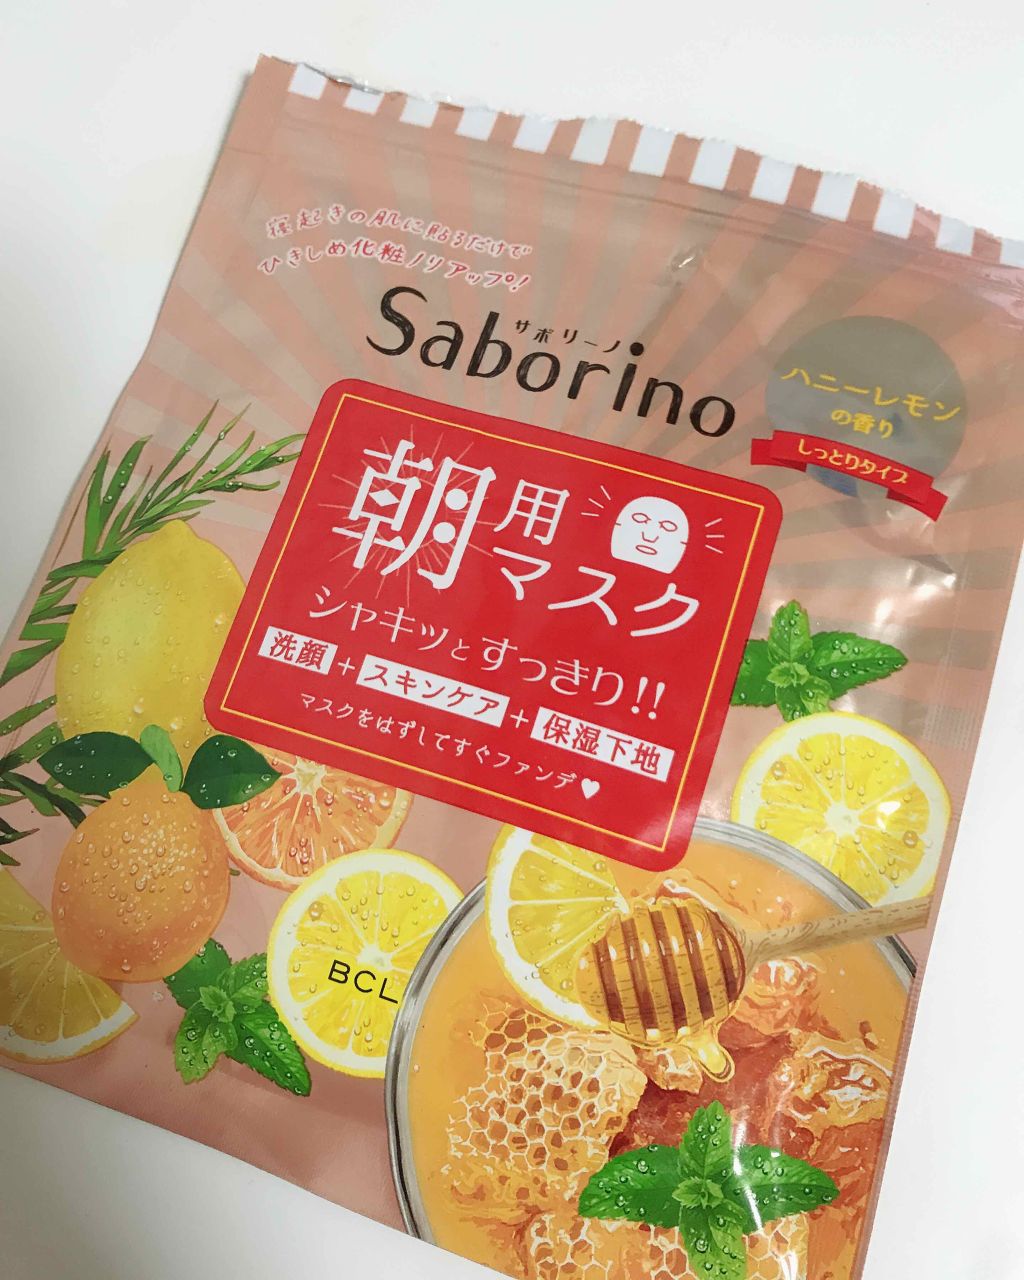 寝起きの肌に貼るだけで
ひきしめ化粧ノリアップ!
サボリーノ
Saborino
ハニーレモン
の香り
しっとりタイプ
朝用マスク
シャキッとすっきり!!
洗顔+スキンケア+保湿下地
マスクをはずしてすぐファンデ♥
BCL